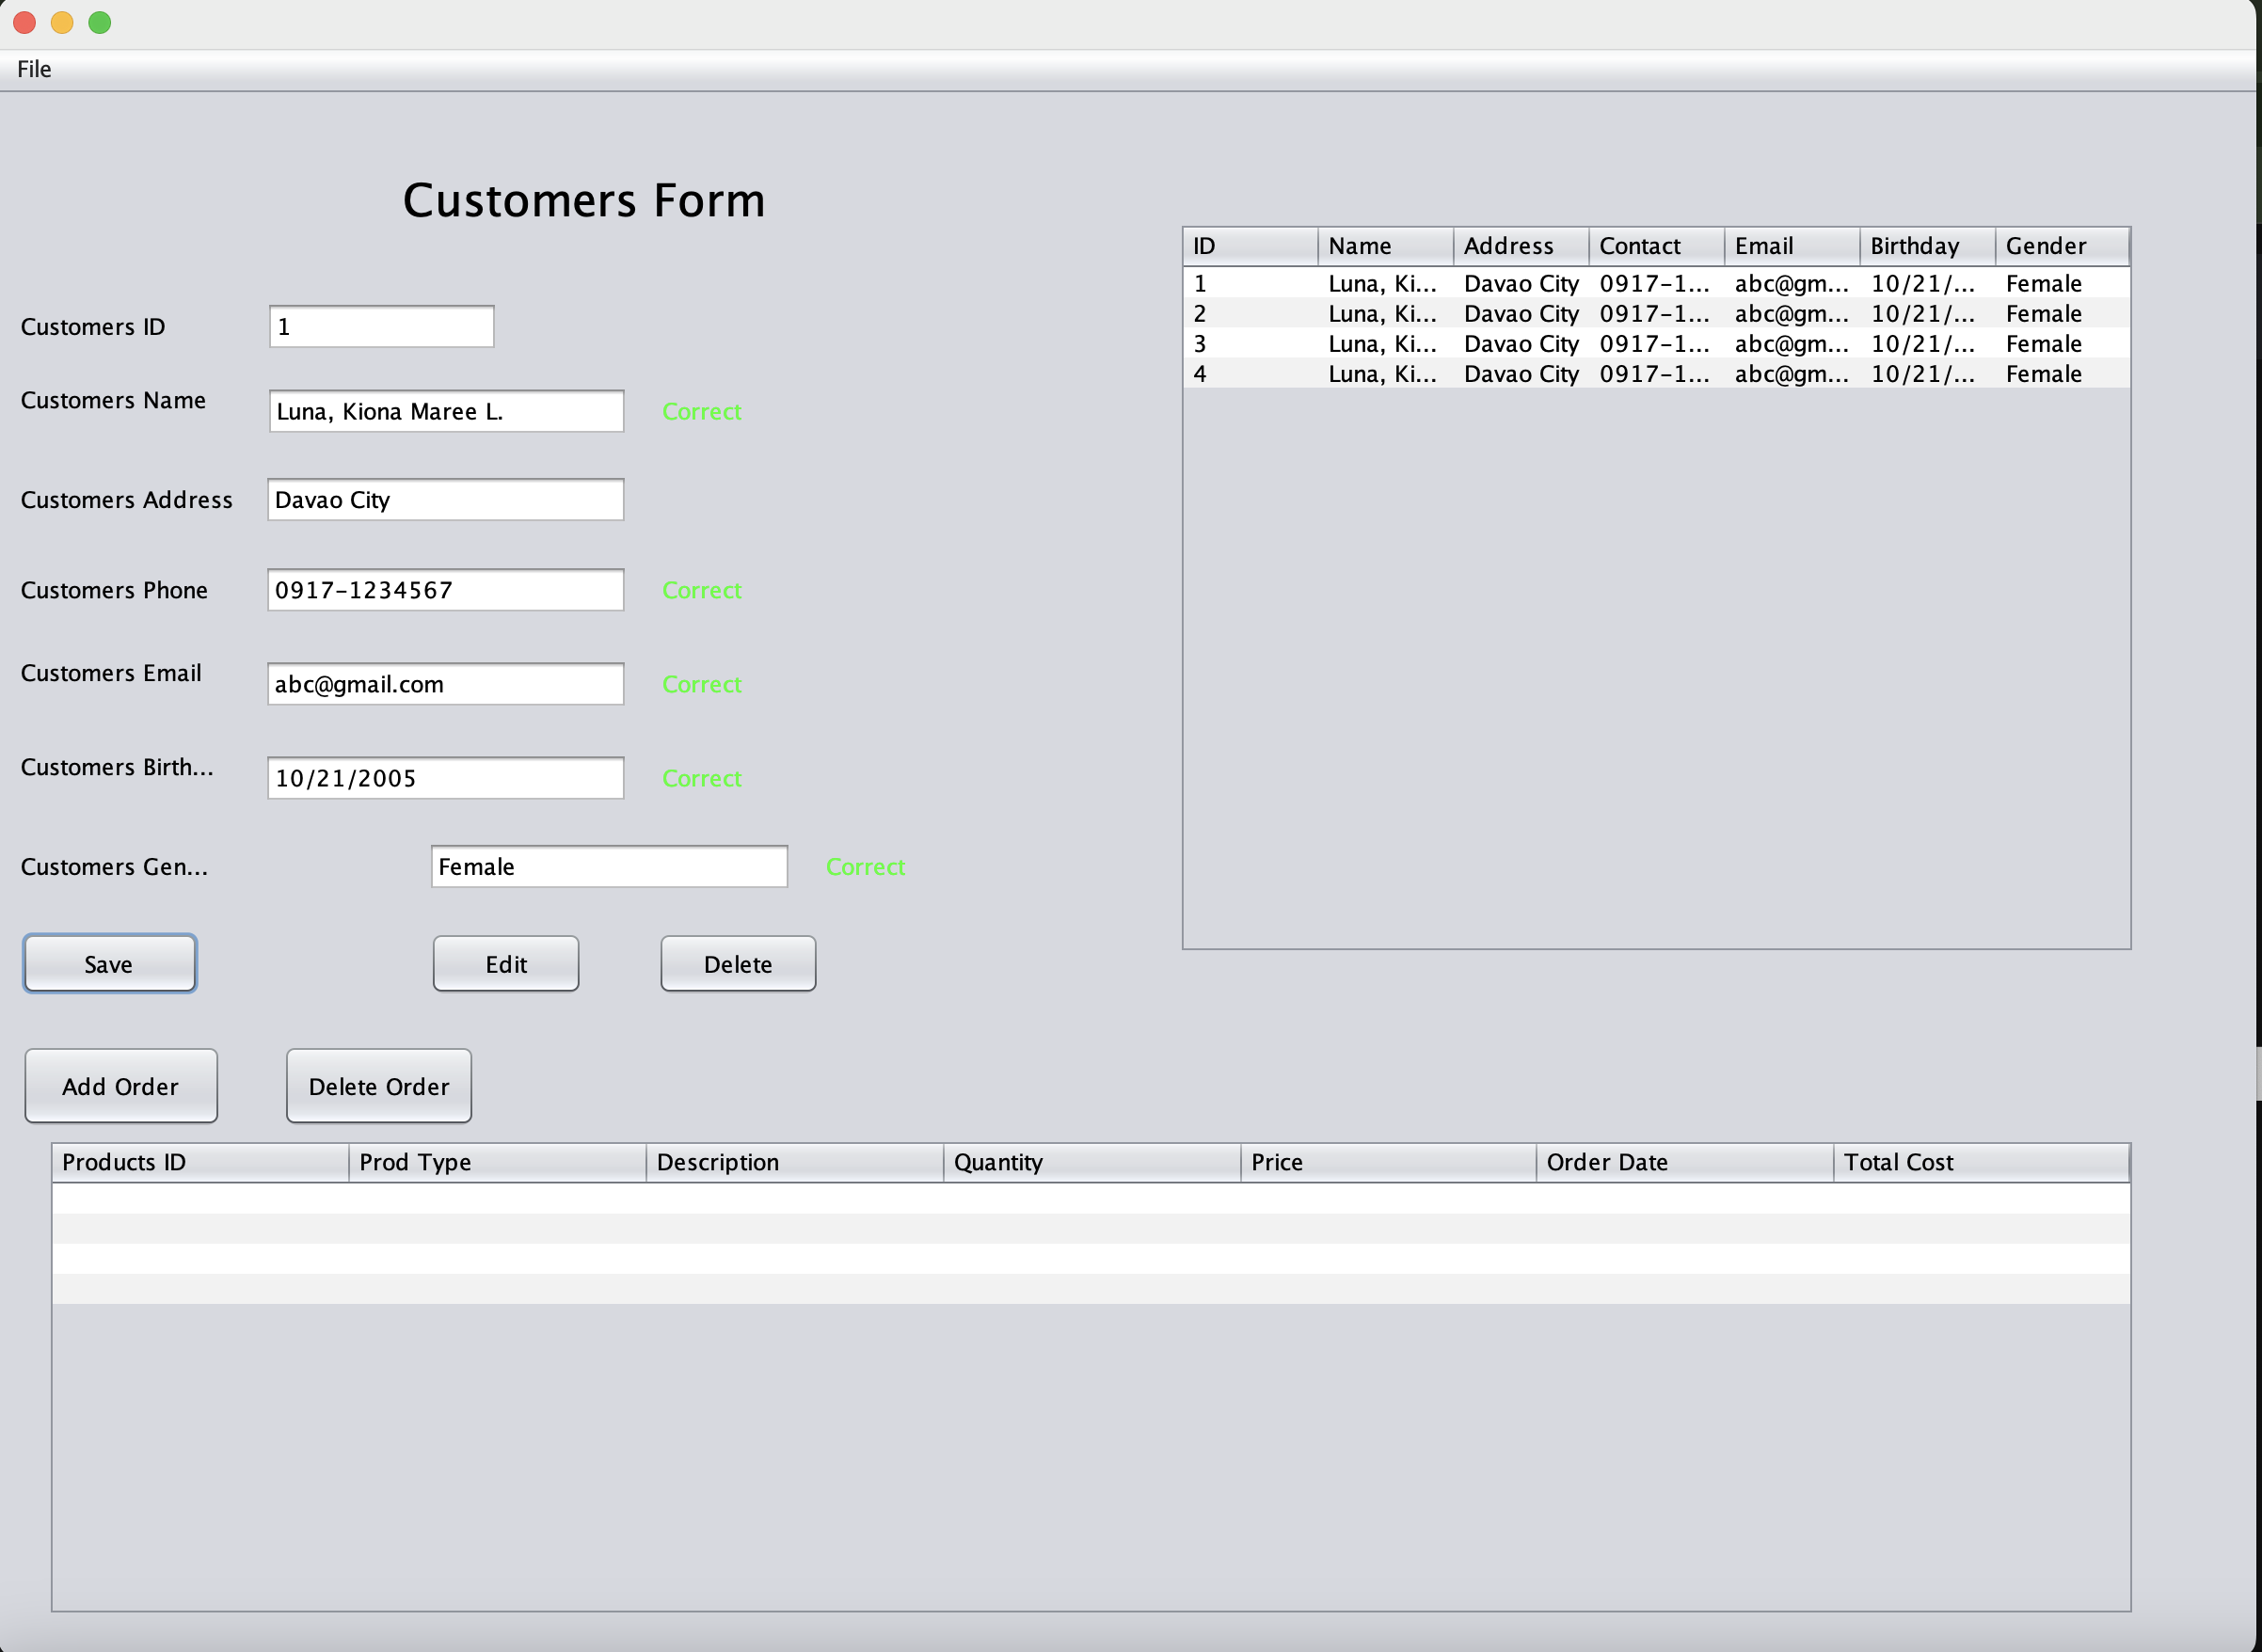 File
Customers Form
Customers ID 1
Customers Name Luna, Kiona Maree L. Correct
Customers Address Davao City
Customers Phone 0917-1234567 Correct
Customers Email abc@gmail.com Correct
Customers Birth... 10/21/2005 Correct
Customers Gen... Female Correct
Save Edit Delete
ID Name Address Contact Email Birthday Gender
1 Luna, Ki... Davao City 0917-1... abc@gm... 10/21/... Female
2 Luna, Ki... Davao City 0917-1... abc@gm... 10/21/... Female
3 Luna, Ki... Davao City 0917-1... abc@gm... 10/21/... Female
4 Luna, Ki... Davao City 0917-1... abc@gm... 10/21/... Female
Add Order Delete Order
Products ID Prod Type Description Quantity Price Order Date Total Cost